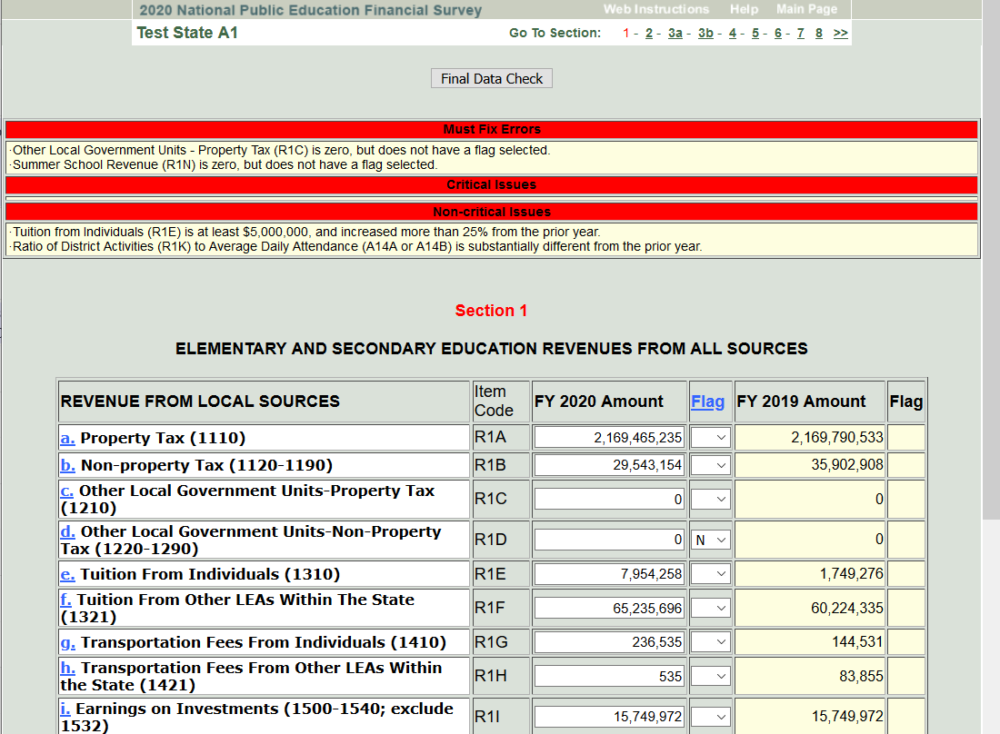 2020 National Public Education Financial Survey Web Instructions Help Main Page
Test State A1 Go To Section: 1 - 2 - 3a - 3b - 4 - 5 - 6 - 7 8 >>
Final Data Check
Must Fix Errors
·Other Local Government Units - Property Tax (R1C) is zero, but does not have a flag selected.
·Summer School Revenue (R1N) is zero, but does not have a flag selected.
Critical Issues
Non-critical Issues
·Tuition from Individuals (R1E) is at least $5,000,000, and increased more than 25% from the prior year.
·Ratio of District Activities (R1K) to Average Daily Attendance (A14A or A14B) is substantially different from the prior year.
Section 1
ELEMENTARY AND SECONDARY EDUCATION REVENUES FROM ALL SOURCES
REVENUE FROM LOCAL SOURCES Item Code FY 2020 Amount Flag FY 2019 Amount Flag
a. Property Tax (1110) R1A 2,169,465,235 2,169,790,533
b. Non-property Tax (1120-1190) R1B 29,543,154 35,902,908
c. Other Local Government Units-Property Tax
(1210) R1C 0 0
d. Other Local Government Units-Non-Property
Tax (1220-1290) R1D 0 N 0
e. Tuition From Individuals (1310) R1E 7,954,258 1,749,276
f. Tuition From Other LEAs Within The State
(1321) R1F 65,235,696 60,224,335
g. Transportation Fees From Individuals (1410) R1G 236,535 144,531
h. Transportation Fees From Other LEAs Within
the State (1421) R1H 535 83,855
i. Earnings on Investments (1500-1540; exclude
1532) R1I 15,749,972 15,749,972